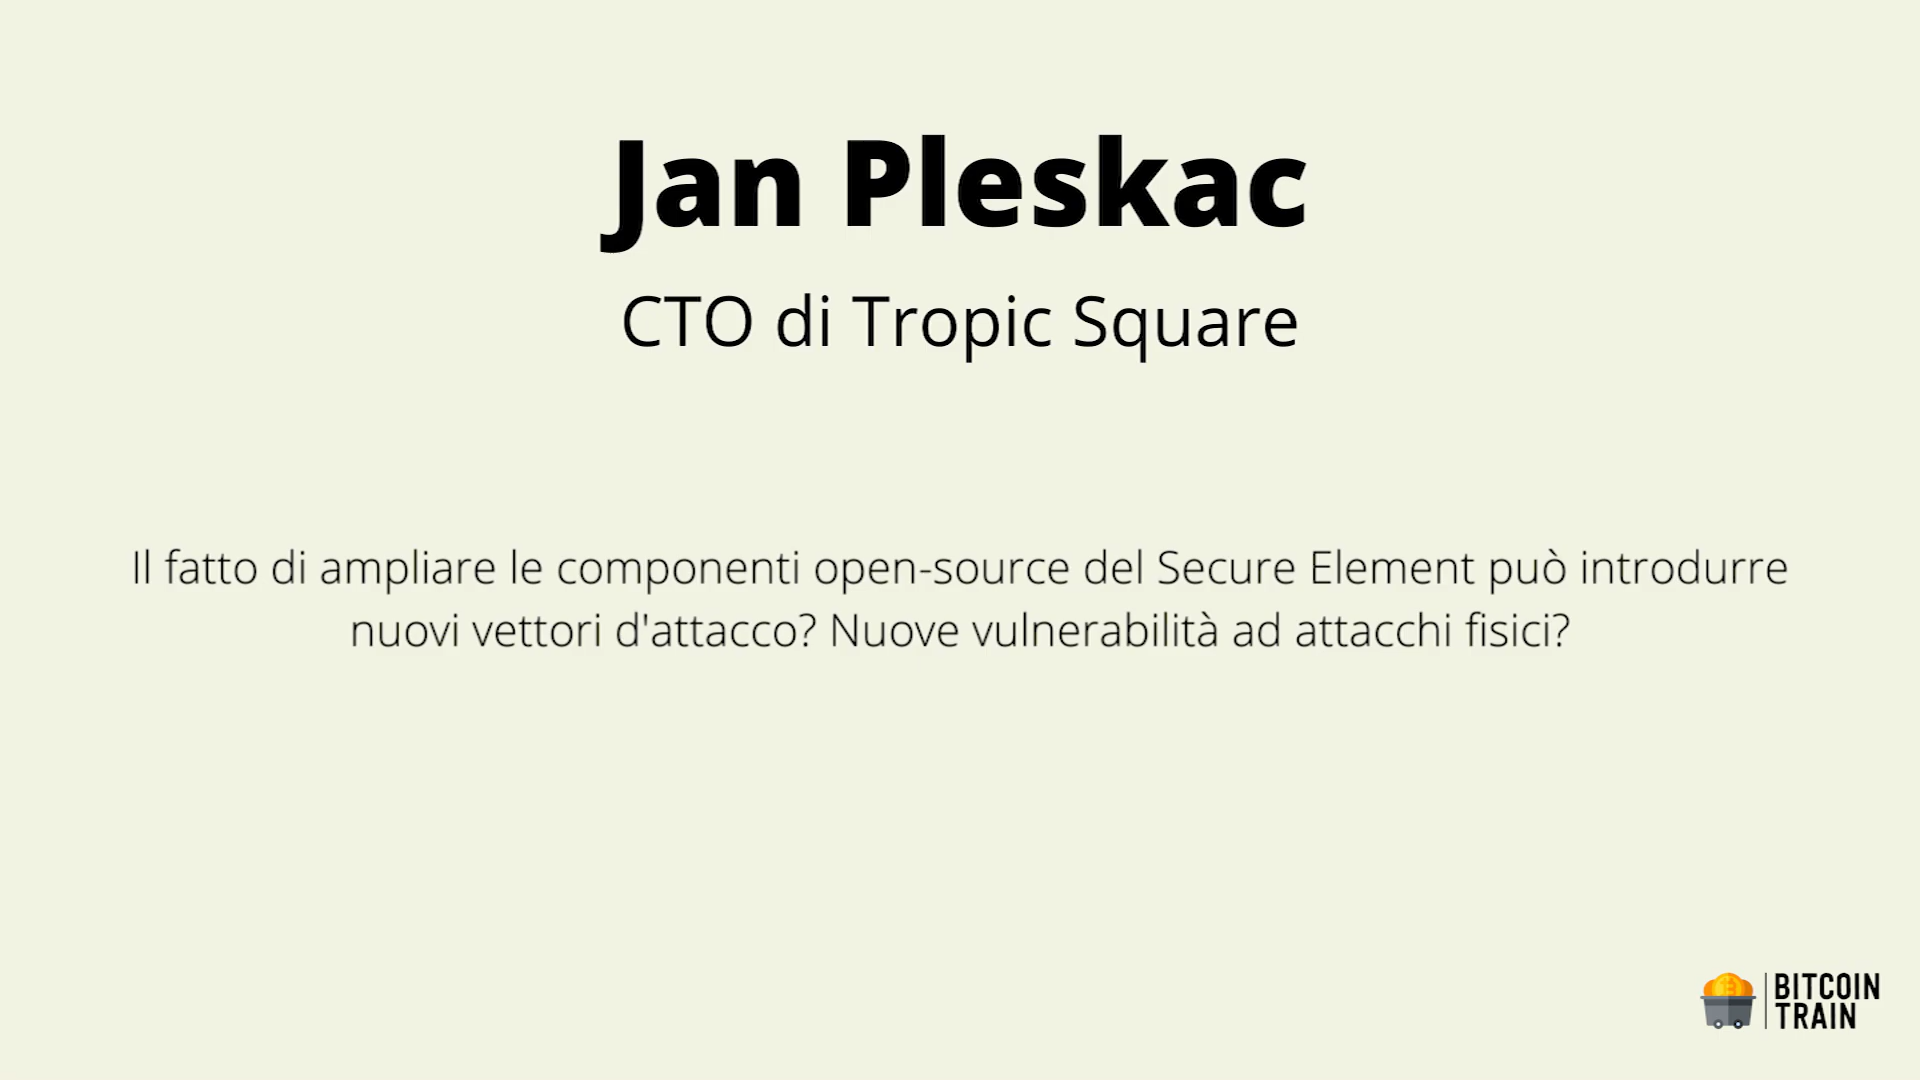 Jan Pleskac
CTO di Tropic Square
Il fatto di ampliare le componenti open-source del Secure Element può introdurre
nuovi vettori d'attacco? Nuove vulnerabilità ad attacchi fisici?
BITCOIN
TRAIN